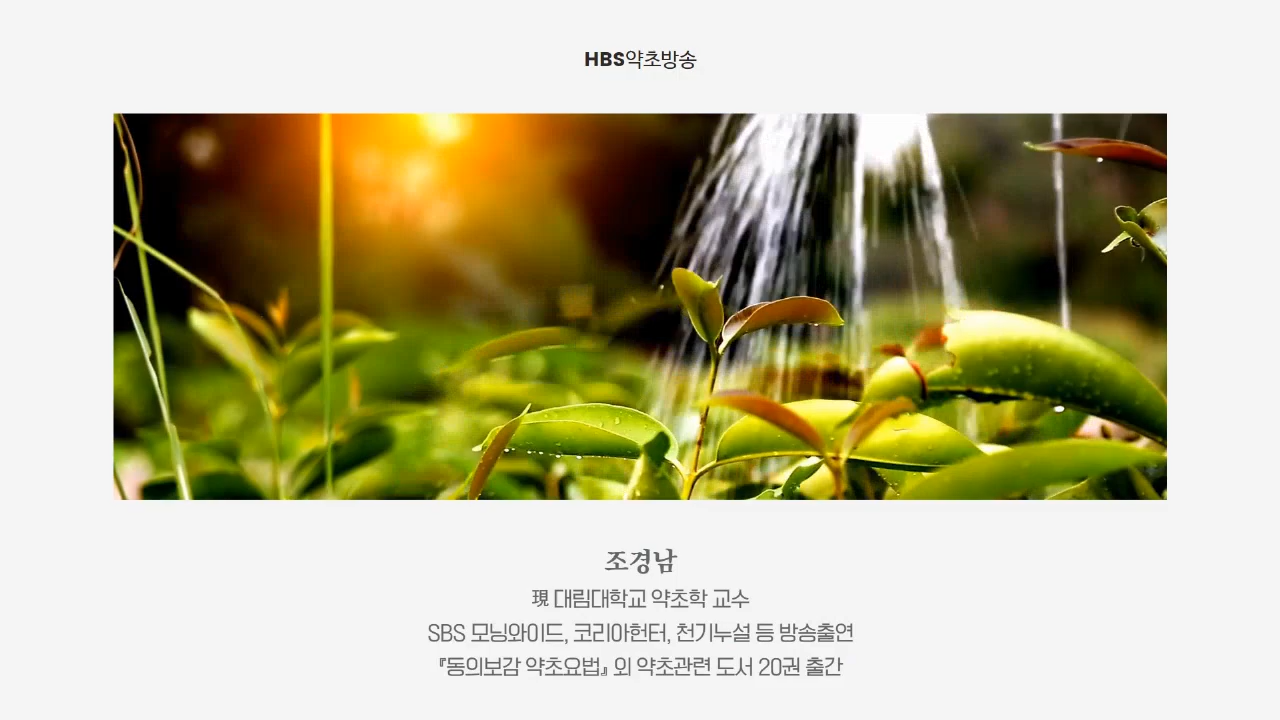 HBS약초방송
조경남
現 대림대학교 약초학 교수
SBS 모닝와이드, 코리아헌터, 천기누설 등 방송출연
『동의보감 약초요법』 외 약초관련 도서 20권 출간